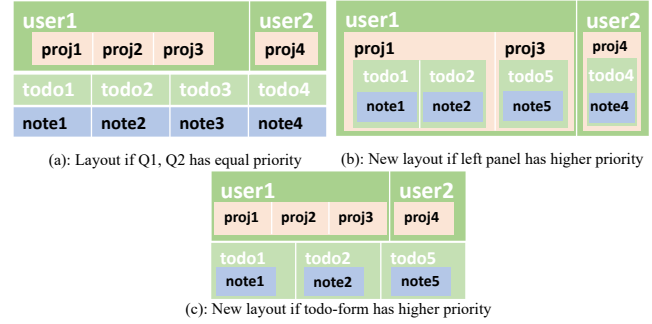 user1 user2
proj1 proj2 proj3 proj4
todo1 todo2 todo3 todo4
note1 note2 note3 note4
(a): Layout if Q1, Q2 has equal priority
user1 user2
proj1 proj3 proj4
todo1 todo2 todo5 todo4
note1 note2 note5 note4
(b): New layout if left panel has higher priority
user1 user2
proj1 proj2 proj3 proj4
todo1 todo2 todo5
note1 note2 note5
(c): New layout if todo-form has higher priority